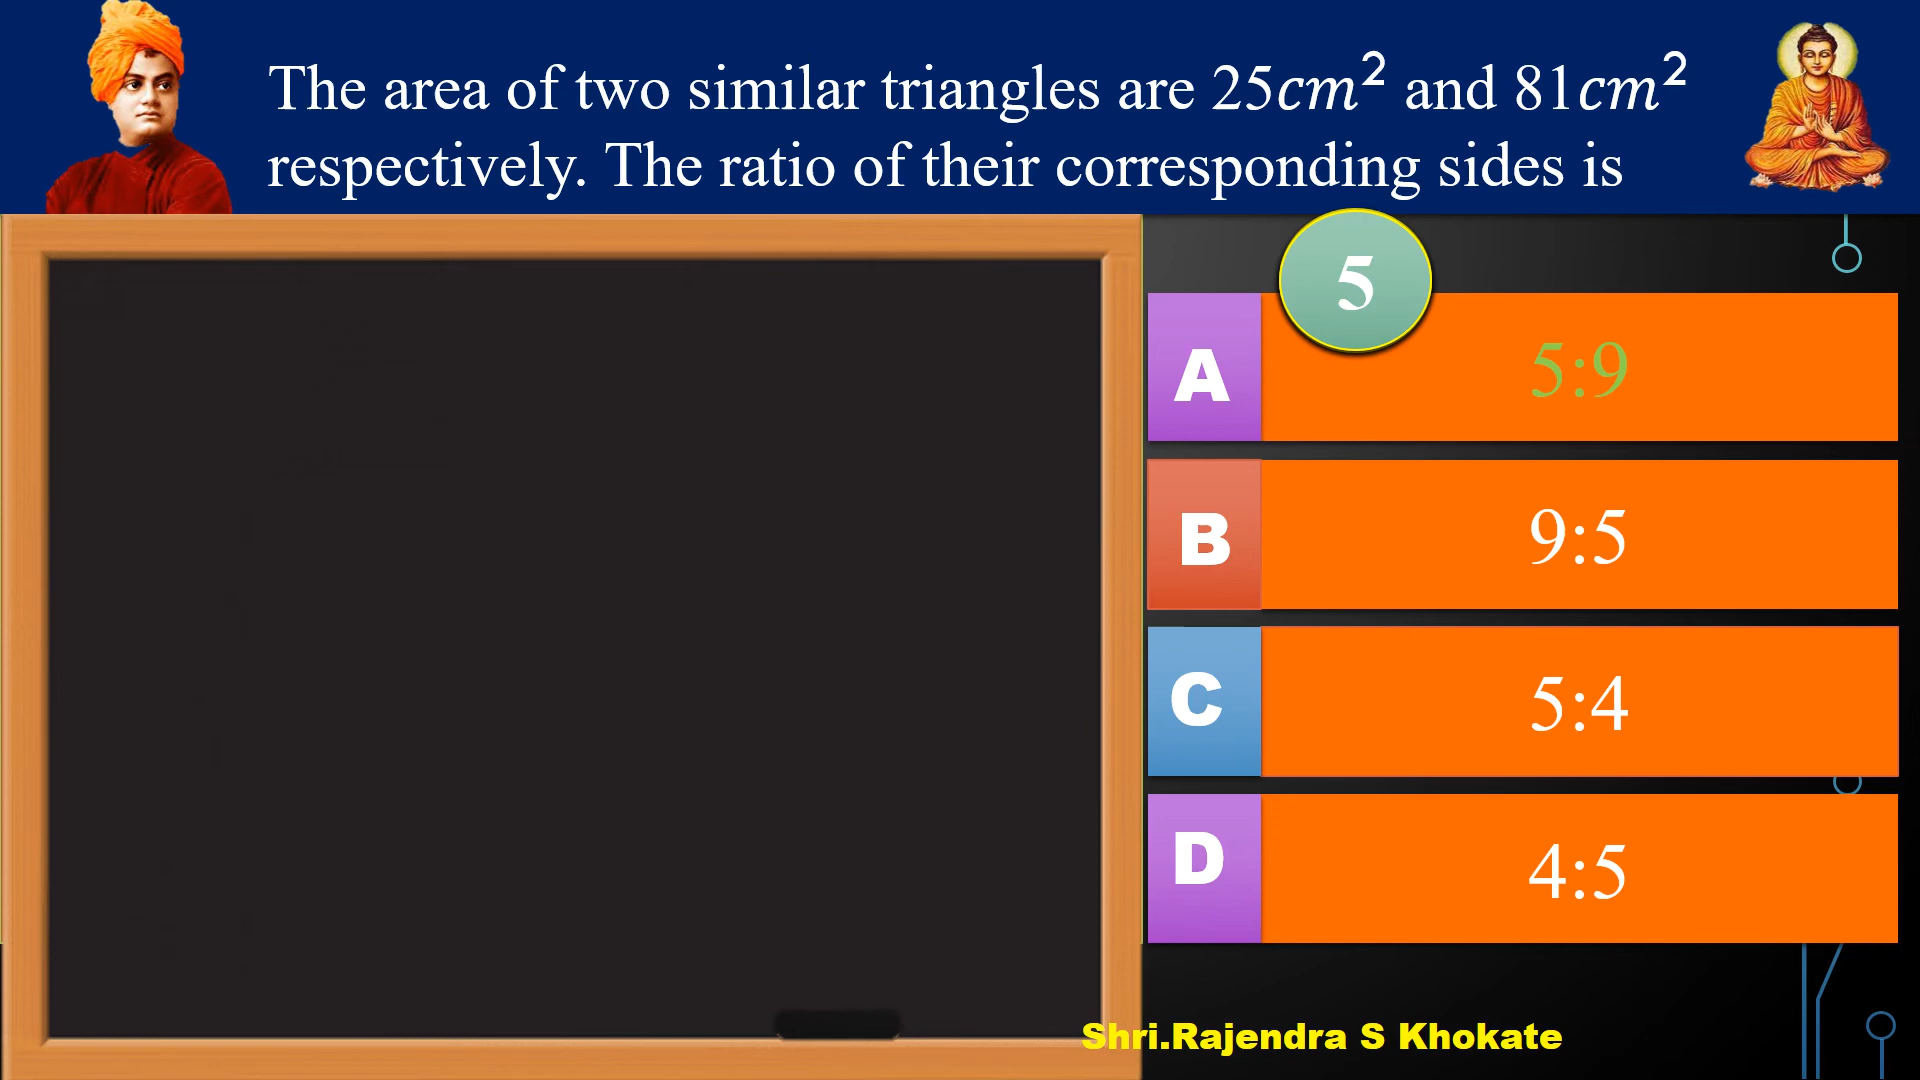 The area of two similar triangles are 25cm² and 81cm²
respectively. The ratio of their corresponding sides is
5
A
5:9
B
9:5
C
5:4
D
4:5
Shri.Rajendra S Khokate